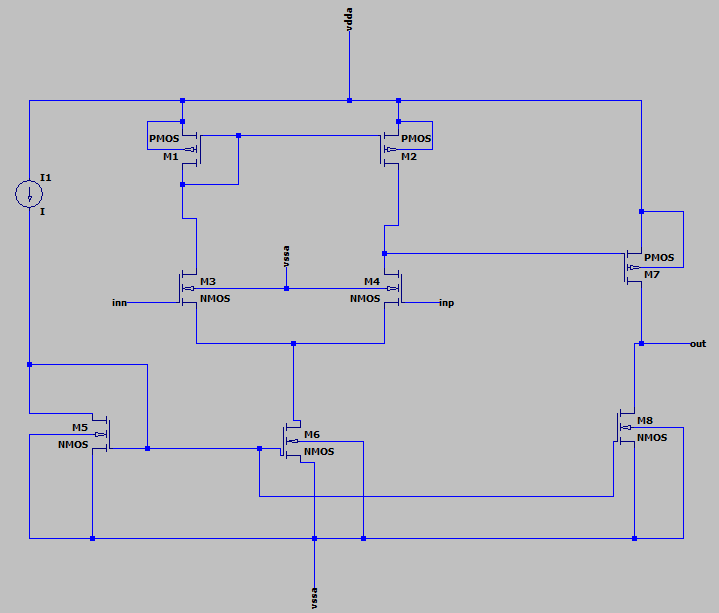 vdda
PMOS
M1
PMOS
M2
I1
I
vssa
M3
NMOS
M4
NMOS
inn
inp
PMOS
M7
out
M5
NMOS
M6
NMOS
M8
NMOS
vssa